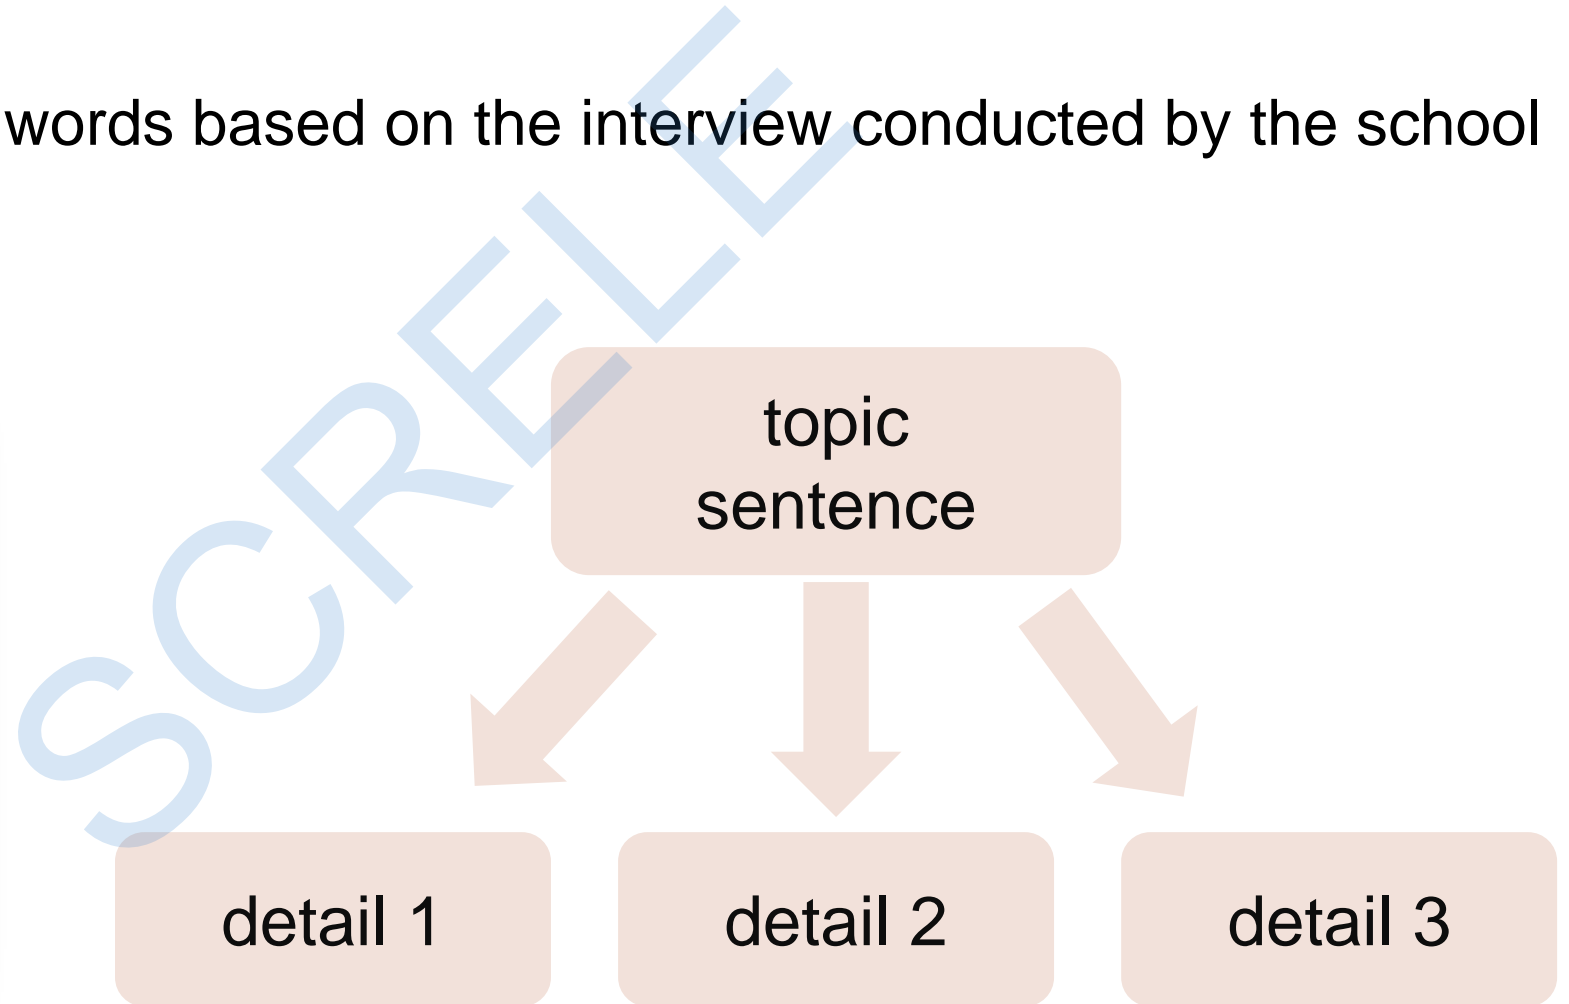 words based on the interview conducted by the school
SCRELE
topic
sentence
detail 1
detail 2
detail 3